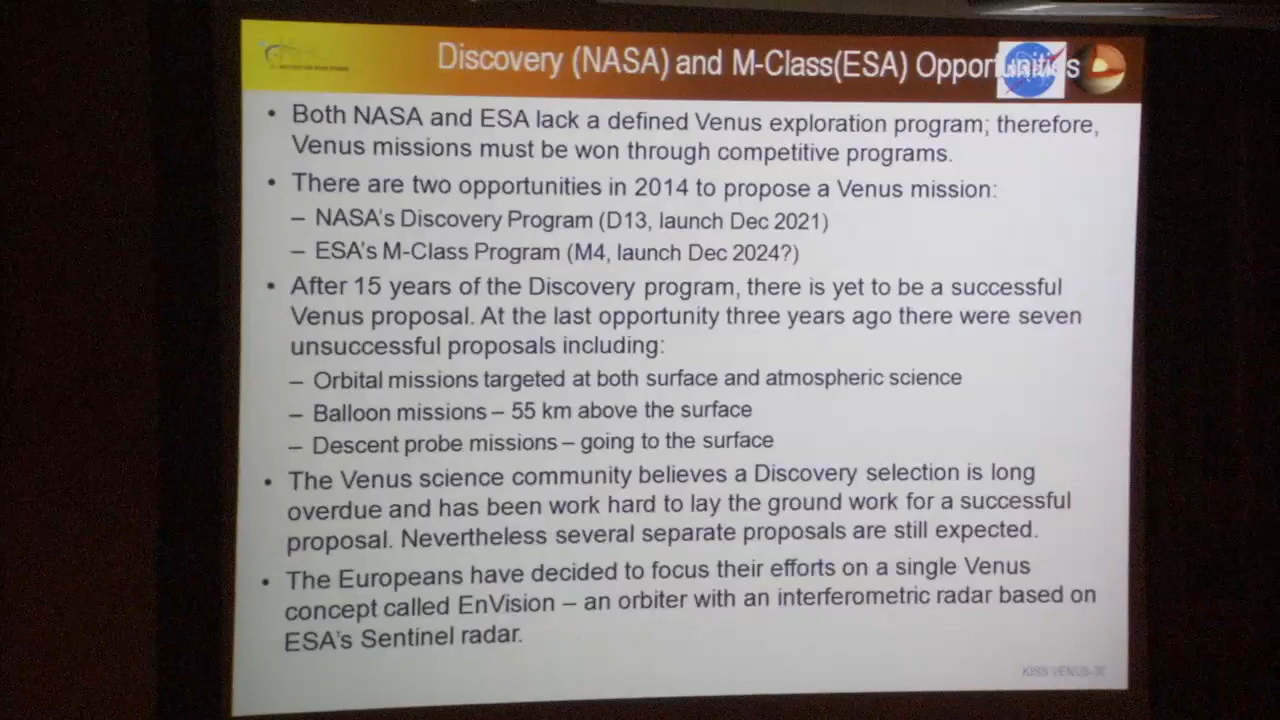 Discovery (NASA) and M-Class(ESA) Opportunities
• Both NASA and ESA lack a defined Venus exploration program; therefore,
Venus missions must be won through competitive programs.
• There are two opportunities in 2014 to propose a Venus mission:
– NASA's Discovery Program (D13, launch Dec 2021)
– ESA's M-Class Program (M4, launch Dec 2024?)
• After 15 years of the Discovery program, there is yet to be a successful
Venus proposal. At the last opportunity three years ago there were seven
unsuccessful proposals including:
– Orbital missions targeted at both surface and atmospheric science
– Balloon missions – 55 km above the surface
– Descent probe missions – going to the surface
• The Venus science community believes a Discovery selection is long
overdue and has been work hard to lay the ground work for a successful
proposal. Nevertheless several separate proposals are still expected.
• The Europeans have decided to focus their efforts on a single Venus
concept called EnVision – an orbiter with an interferometric radar based on
ESA's Sentinel radar.
KISS VENUS-